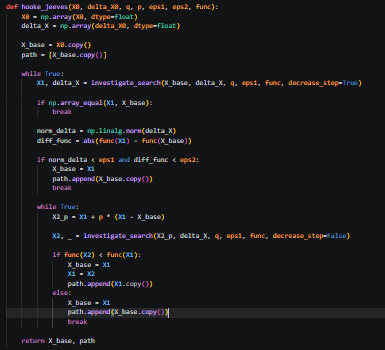 def hooke_jeeves(X0, delta_X0, q, p, eps1, eps2, func):
    X0 = np.array(X0, dtype=float)
    delta_X = np.array(delta_X0, dtype=float)

    X_base = X0.copy()
    path = [X_base.copy()]

    while True:
        X1, delta_X = investigate_search(X_base, delta_X, q, eps1, func, decrease_step=True)

        if np.array_equal(X1, X_base):
            break

        norm_delta = np.linalg.norm(delta_X)
        diff_func = abs(func(X1) - func(X_base))

        if norm_delta < eps1 and diff_func < eps2:
            X_base = X1
            path.append(X_base.copy())
            break

        while True:
            X2_p = X1 + p * (X1 - X_base)

            X2, _ = investigate_search(X2_p, delta_X, q, eps1, func, decrease_step=False)

            if func(X2) < func(X1):
                X_base = X1
                X1 = X2
                path.append(X1.copy())
            else:
                X_base = X1
                path.append(X_base.copy())
                break

    return X_base, path